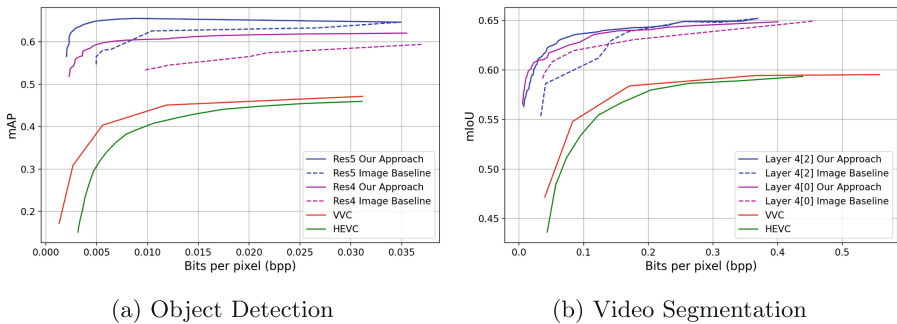 mAP
0.6
0.5
0.4
0.3
0.2
0.000 0.005 0.010 0.015 0.020 0.025 0.030 0.035
Bits per pixel (bpp)
Res5 Our Approach
Res5 Image Baseline
Res4 Our Approach
Res4 Image Baseline
VVC
HEVC
(a) Object Detection
mIoU
0.65
0.60
0.55
0.50
0.45
0.0 0.1 0.2 0.3 0.4 0.5
Bits per pixel (bpp)
Layer 4[2] Our Approach
Layer 4[2] Image Baseline
Layer 4[0] Our Approach
Layer 4[0] Image Baseline
VVC
HEVC
(b) Video Segmentation